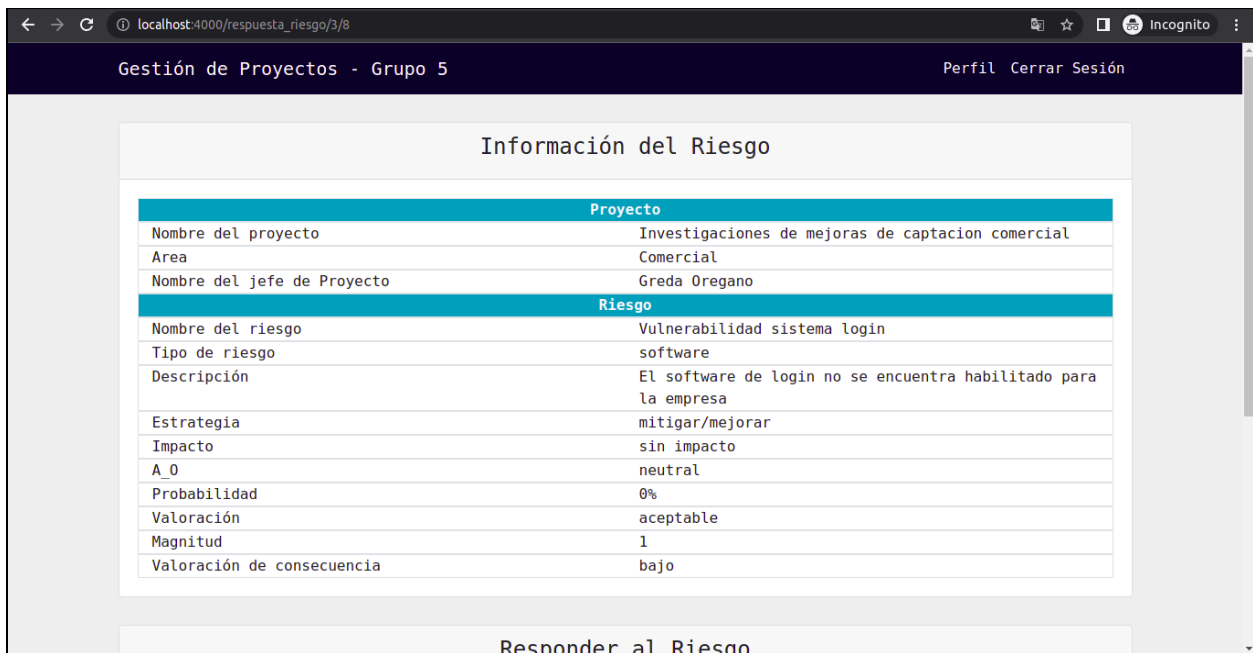 localhost:4000/respuesta_riesgo/3/8 Incognito
Gestión de Proyectos - Grupo 5 Perfil Cerrar Sesión
Información del Riesgo
Proyecto
Nombre del proyecto Investigaciones de mejoras de captacion comercial
Area Comercial
Nombre del jefe de Proyecto Greda Oregano
Riesgo
Nombre del riesgo Vulnerabilidad sistema login
Tipo de riesgo software
Descripción El software de login no se encuentra habilitado para
la empresa
Estrategia mitigar/mejorar
Impacto sin impacto
A_O neutral
Probabilidad 0%
Valoración aceptable
Magnitud 1
Valoración de consecuencia bajo
Responder al Riesgo